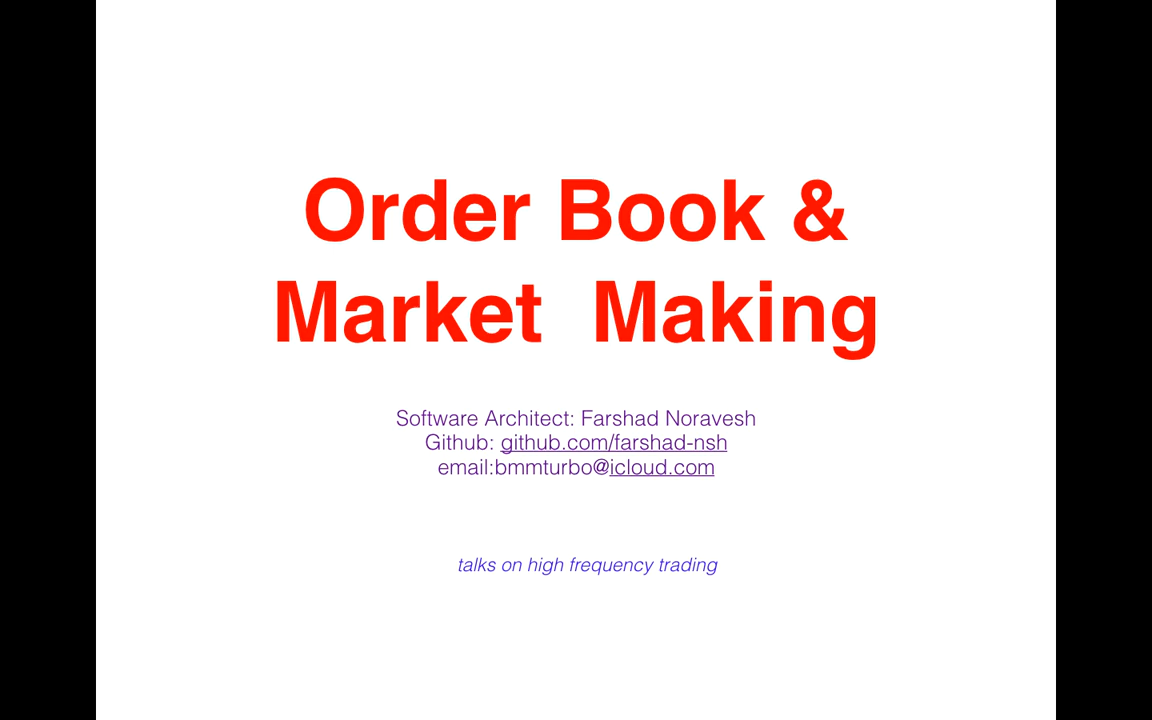 Order Book &
Market  Making
Software Architect: Farshad Noravesh
Github: github.com/farshad-nsh
email:bmmturbo@icloud.com
talks on high frequency trading